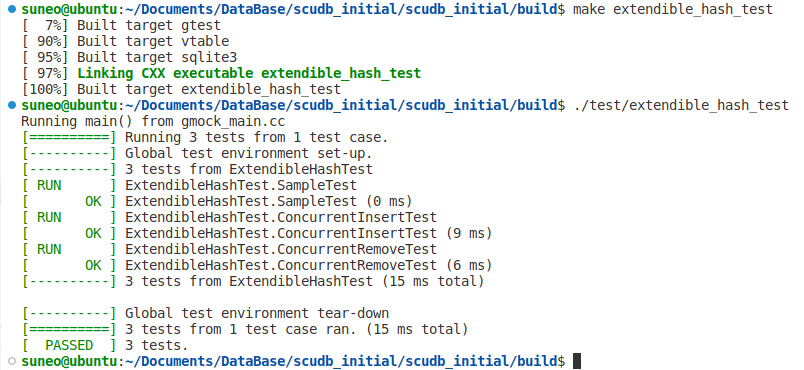 suneo@ubuntu:~/Documents/DataBase/scudb_initial/scudb_initial/build$ make extendible_hash_test
[  7%] Built target gtest
[ 90%] Built target vtable
[ 95%] Built target sqlite3
[ 97%] Linking CXX executable extendible_hash_test
[100%] Built target extendible_hash_test
suneo@ubuntu:~/Documents/DataBase/scudb_initial/scudb_initial/build$ ./test/extendible_hash_test
Running main() from gmock_main.cc
[==========] Running 3 tests from 1 test case.
[----------] Global test environment set-up.
[----------] 3 tests from ExtendibleHashTest
[ RUN      ] ExtendibleHashTest.SampleTest
[       OK ] ExtendibleHashTest.SampleTest (0 ms)
[ RUN      ] ExtendibleHashTest.ConcurrentInsertTest
[       OK ] ExtendibleHashTest.ConcurrentInsertTest (9 ms)
[ RUN      ] ExtendibleHashTest.ConcurrentRemoveTest
[       OK ] ExtendibleHashTest.ConcurrentRemoveTest (6 ms)
[----------] 3 tests from ExtendibleHashTest (15 ms total)
[----------] Global test environment tear-down
[==========] 3 tests from 1 test case ran. (15 ms total)
[  PASSED  ] 3 tests.
suneo@ubuntu:~/Documents/DataBase/scudb_initial/scudb_initial/build$